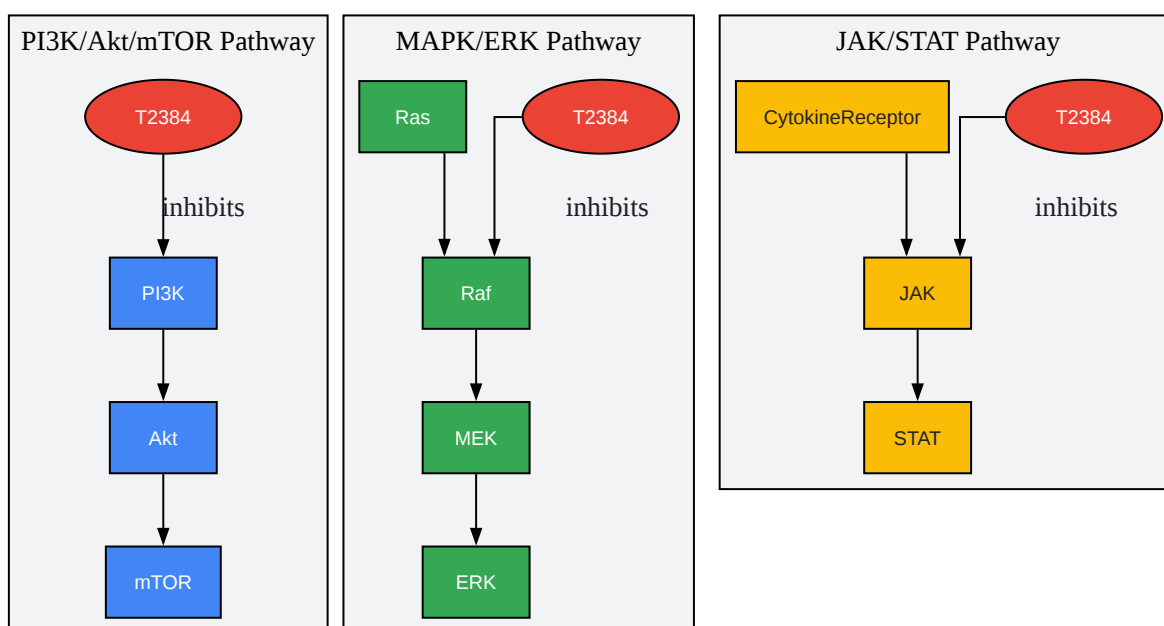 PI3K/Akt/mTOR Pathway
T2384
inhibits
PI3K
Akt
mTOR
MAPK/ERK Pathway
Ras
T2384
inhibits
Raf
MEK
ERK
JAK/STAT Pathway
CytokineReceptor
T2384
inhibits
JAK
STAT